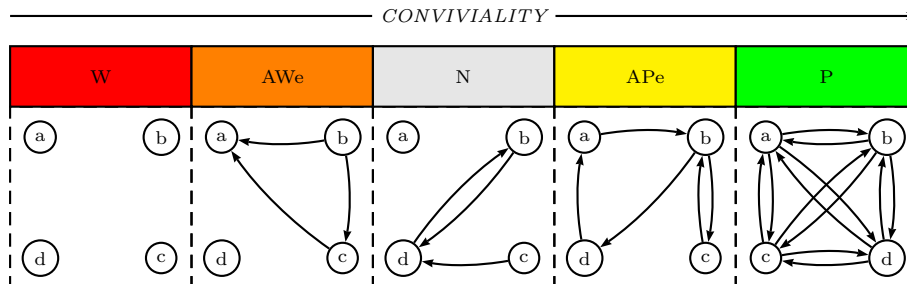 CONVIVIALITY
W AWe N APe P
a b a b a b a b a b
d c d c d c d c c d